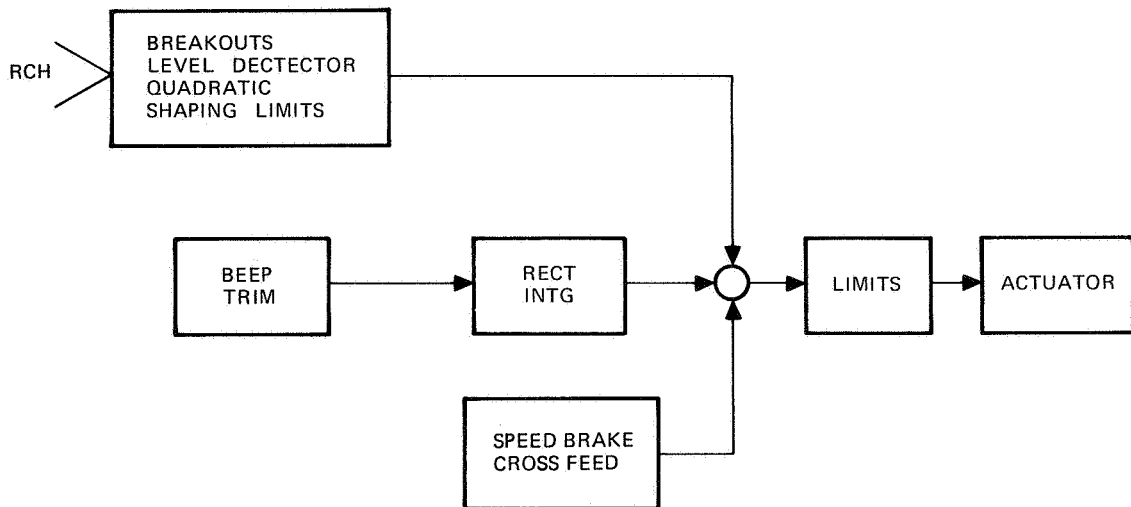 RCH
BREAKOUTS
LEVEL DECTECTOR
QUADRATIC
SHAPING LIMITS
BEEP
TRIM
RECT
INTG
LIMITS
ACTUATOR
SPEED BRAKE
CROSS FEED